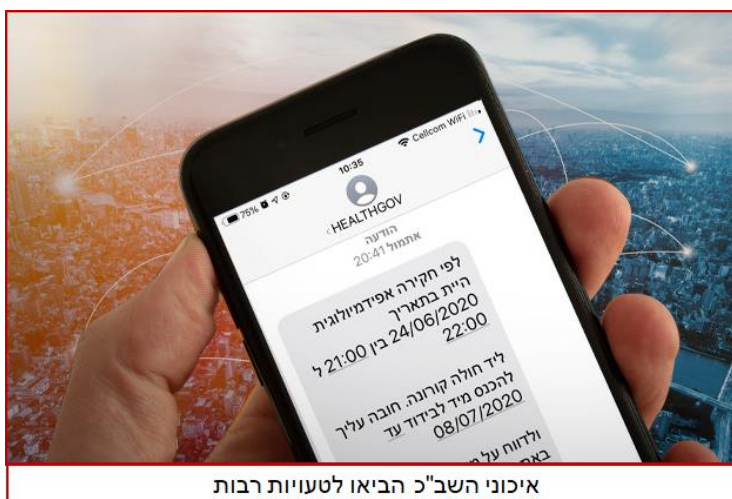 75%
10:35
Cellcom WiFi
HEALTHGOV
הודעה
אתמול 20:41
לפי חקירה אפידמיולוגית
היית בתאריך
24/06/2020 בין 21:00 ל
22:00
ליד חולה קורונה. חובה עליך
להכנס מיד לבידוד עד
08/07/2020
ולדווח על
איכוני השב"כ הביאו לטעויות רבות